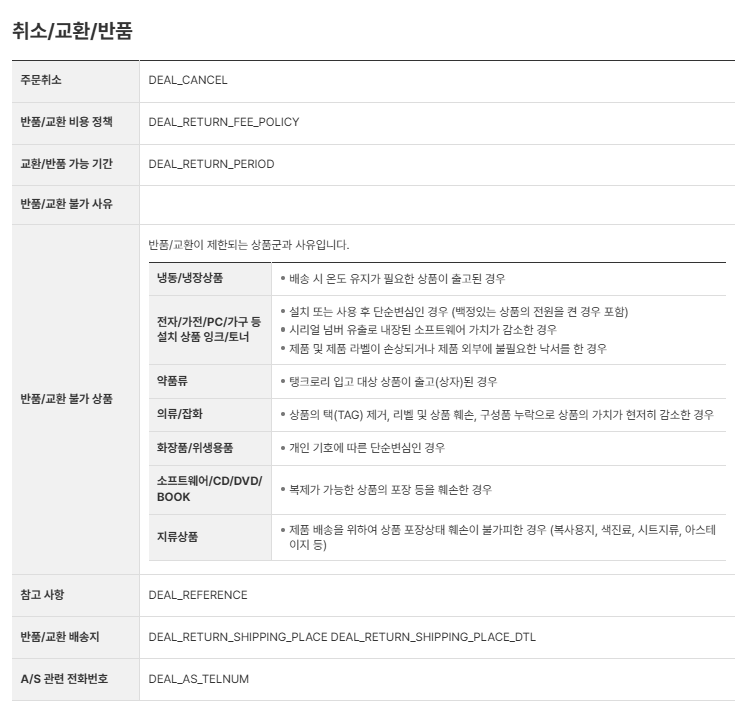 취소/교환/반품
주문취소 DEAL_CANCEL
반품/교환 비용 정책 DEAL_RETURN_FEE_POLICY
교환/반품 가능 기간 DEAL_RETURN_PERIOD
반품/교환 불가 사유
반품/교환 불가 상품
반품/교환이 제한되는 상품군과 사유입니다.
냉동/냉장상품 • 배송 시 온도 유지가 필요한 상품이 출고된 경우
전자/가전/PC/가구 등
설치 상품 잉크/토너
• 설치 또는 사용 후 단순변심인 경우 (백정있는 상품의 전원을 켠 경우 포함)
• 시리얼 넘버 유출로 내장된 소프트웨어 가치가 감소한 경우
• 제품 및 제품 라벨이 손상되거나 제품 외부에 불필요한 낙서를 한 경우
약품류 • 탱크로리 입고 대상 상품이 출고(상자)된 경우
의류/잡화 • 상품의 택(TAG) 제거, 리벨 및 상품 훼손, 구성품 누락으로 상품의 가치가 현저히 감소한 경우
화장품/위생용품 • 개인 기호에 따른 단순변심인 경우
소프트웨어/CD/DVD/
BOOK
• 복제가 가능한 상품의 포장 등을 훼손한 경우
지류상품
• 제품 배송을 위하여 상품 포장상태 훼손이 불가피한 경우 (복사용지, 색진료, 시트지류, 아스테
이지 등)
참고 사항 DEAL_REFERENCE
반품/교환 배송지 DEAL_RETURN_SHIPPING_PLACE DEAL_RETURN_SHIPPING_PLACE_DTL
A/S 관련 전화번호 DEAL_AS_TELNUM